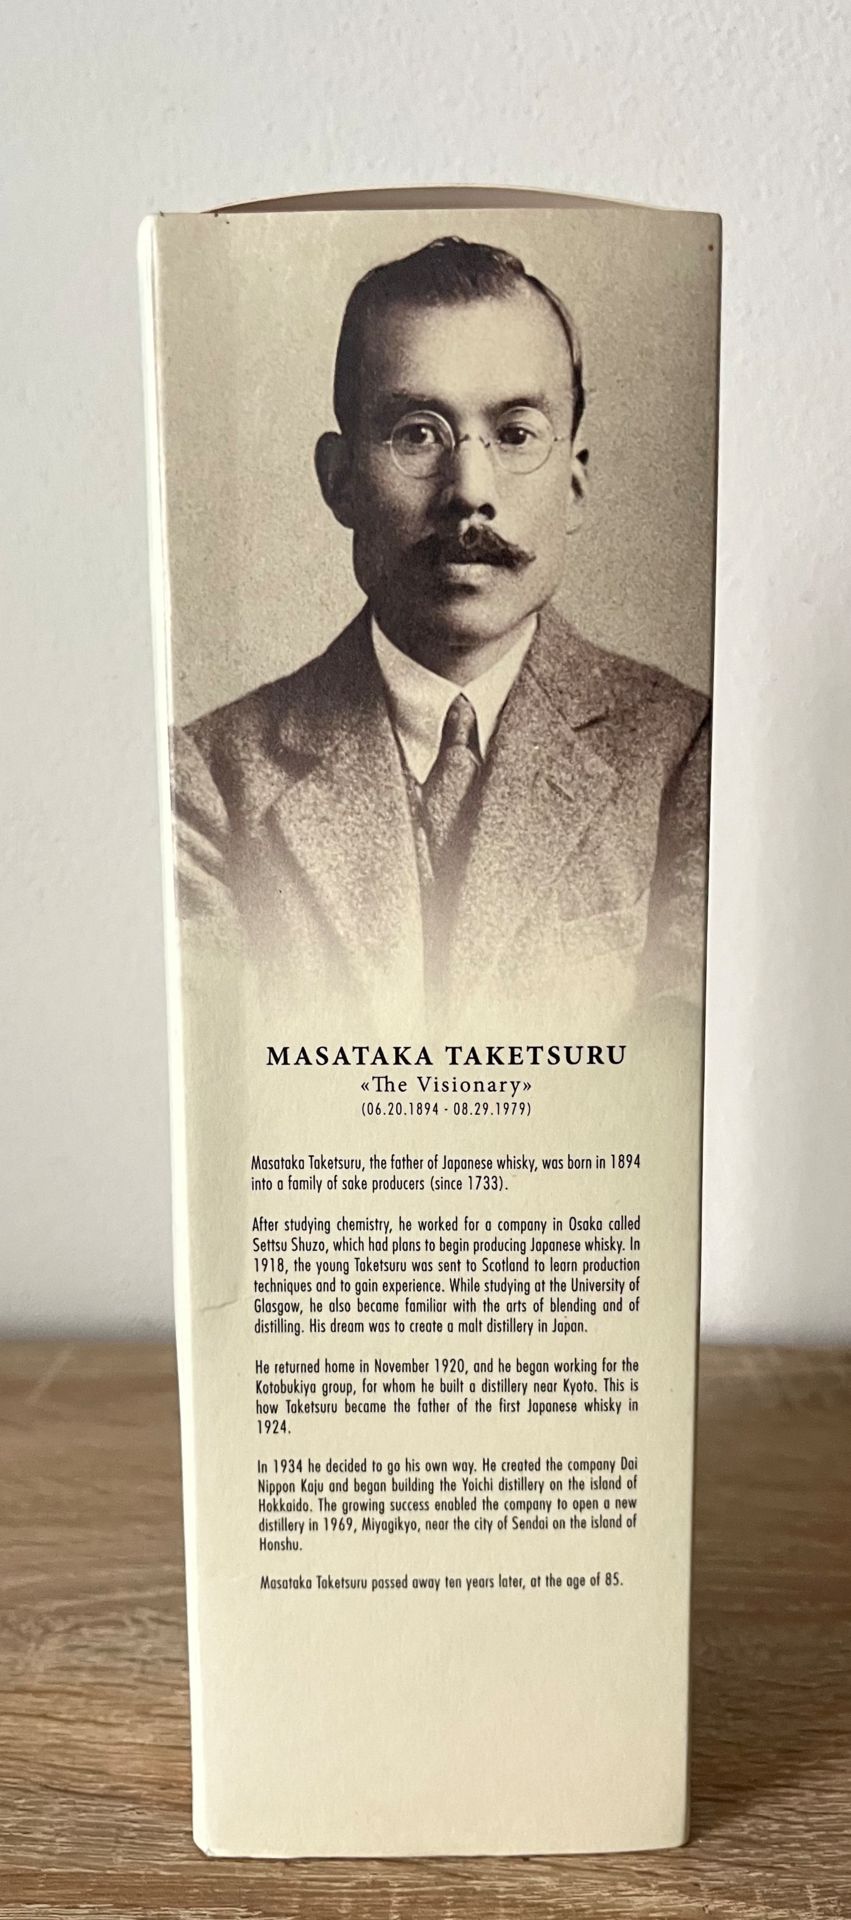 MASATAKA TAKETSURU
«The Visionary»
(06.20.1894 - 08.29.1979)
Masataka Taketsuru, the father of Japanese whisky, was born in 1894
into a family of sake producers (since 1733).
After studying chemistry, he worked for a company in Osaka called
Settsu Shuzo, which had plans to begin producing Japanese whisky. In
1918, the young Taketsuru was sent to Scotland to learn production
techniques and to gain experience. While studying at the University of
Glasgow, he also became familiar with the arts of blending and of
distilling. His dream was to create a malt distillery in Japan.
He returned home in November 1920, and he began working for the
Kotobukiya group, for whom he built a distillery near Kyoto. This is
how Taketsuru became the father of the first Japanese whisky in
1924.
In 1934 he decided to go his own way. He created the company Dai
Nippon Kaju and began building the Yoichi distillery on the island of
Hokkaido. The growing success enabled the company to open a new
distillery in 1969, Miyagikyo, near the city of Sendai on the island of
Honshu.
Masataka Taketsuru passed away ten years later, at the age of 85.